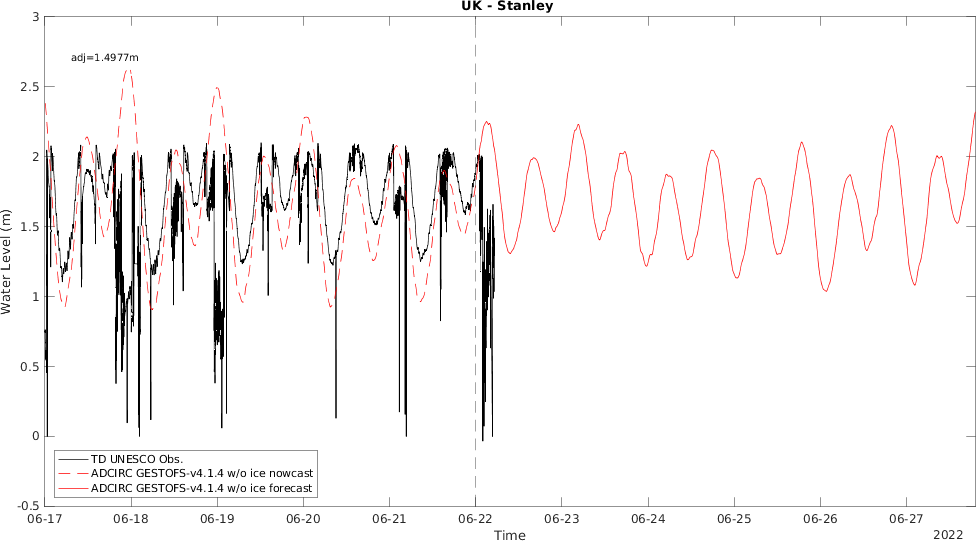 UK - Stanley
adj=1.4977m
3
2.5
2
1.5
1
0.5
0
-0.5
Water Level (m)
TD UNESCO Obs.
ADCIRC GESTOFS-v4.1.4 w/o ice nowcast
ADCIRC GESTOFS-v4.1.4 w/o ice forecast
06-17 06-18 06-19 06-20 06-21 06-22 06-23 06-24 06-25 06-26 06-27
Time
2022